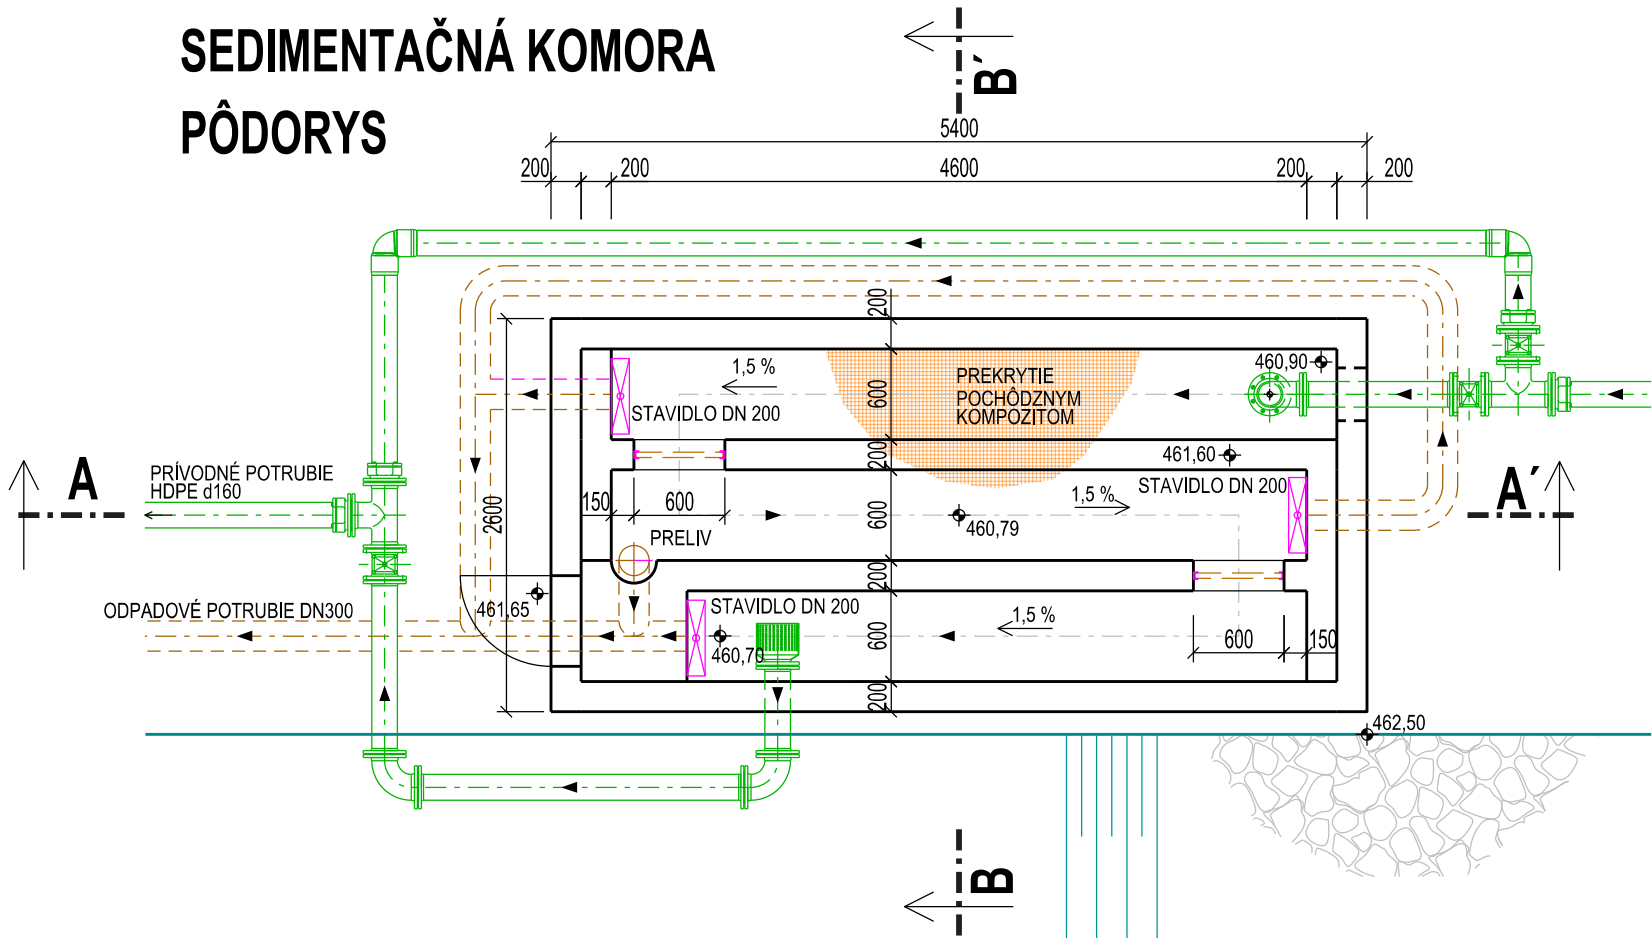 SEDIMENTAČNÁ KOMORA
PÔDORYS
B´
5400
200
200
4600
200
200
200
1,5 %
PREKRYTIE
POCHÔDZNYM
KOMPOZITOM
460,90
600
STAVIDLO DN 200
200
461,60
A
PRÍVODNÉ POTRUBIE
HDPE d160
STAVIDLO DN 200
A´
1,5 %
150
600
2600
600
460,79
PRELIV
200
461,65
ODPADOVÉ POTRUBIE DN300
STAVIDLO DN 200
1,5 %
460,70
600
600
150
200
462,50
B